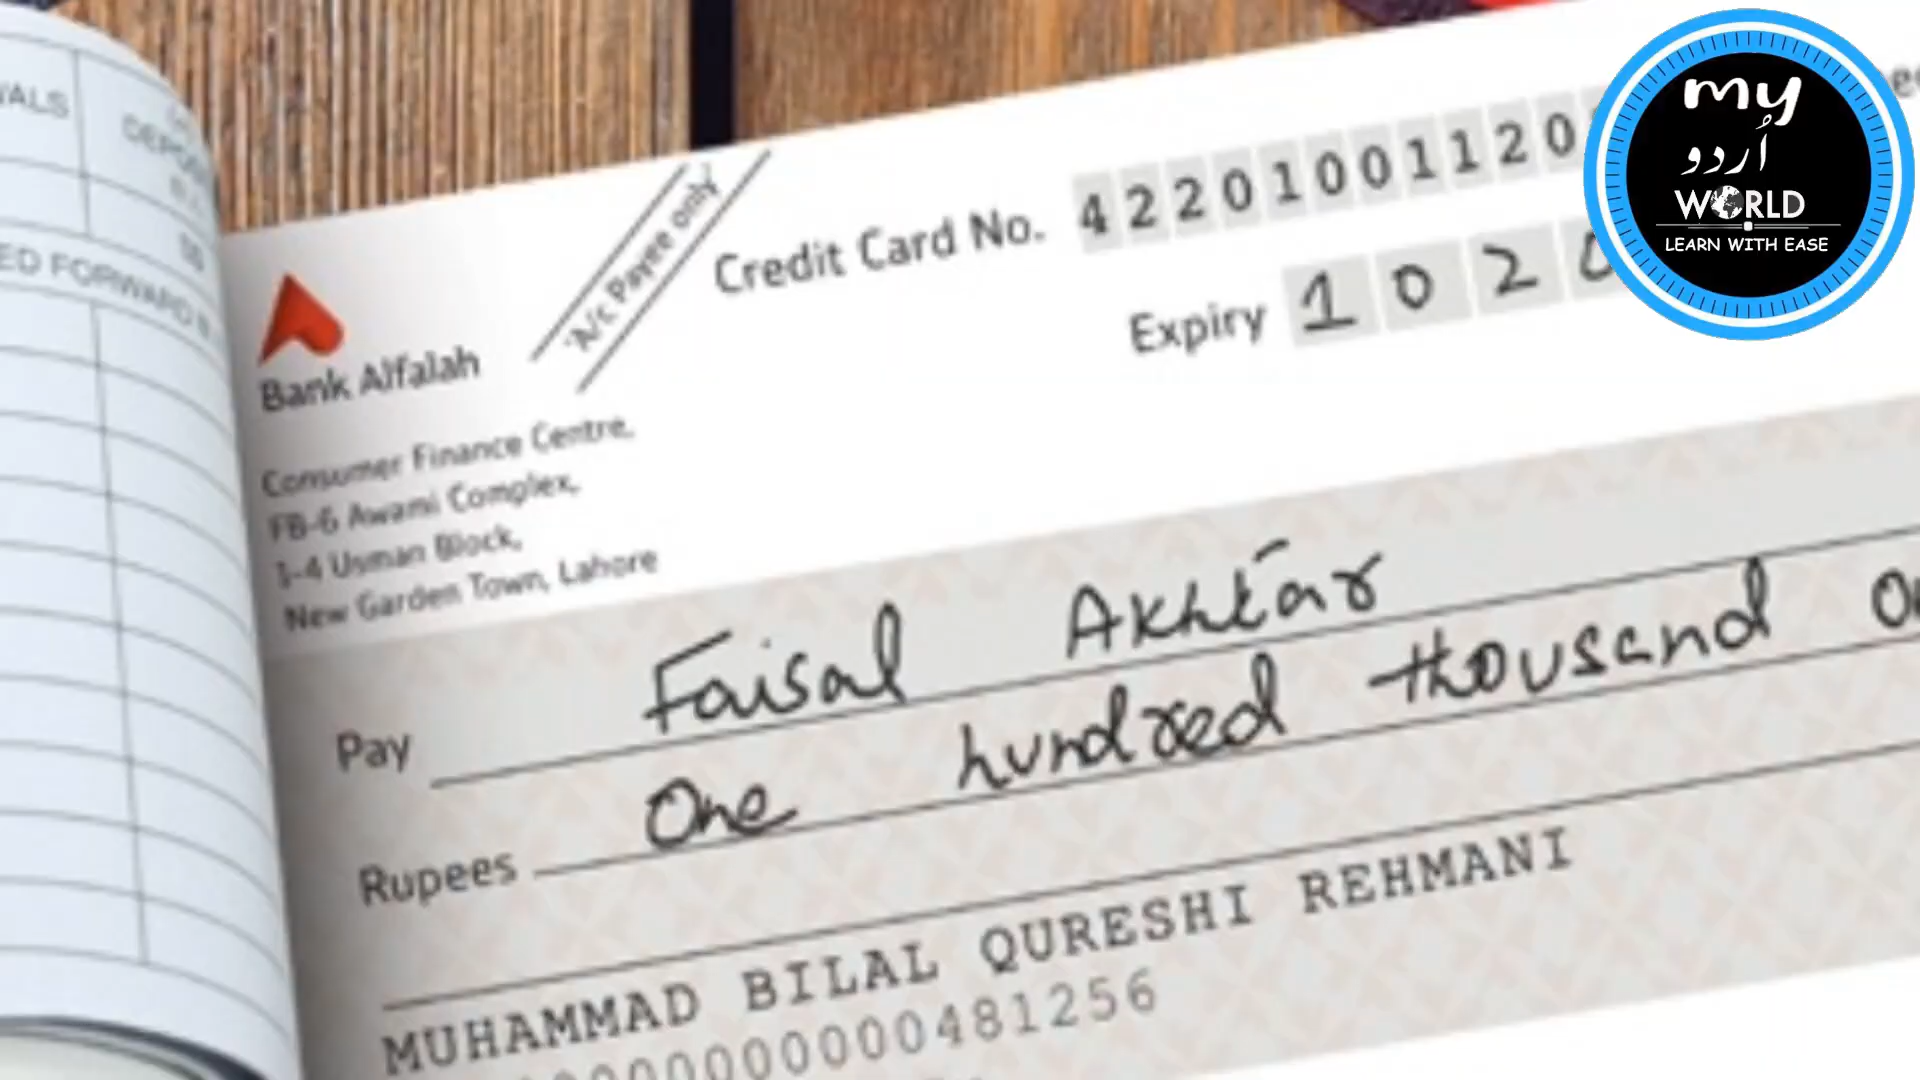 my
اُردو
WORLD
LEARN WITH EASE
ED FORWARD
Bank Alfalah
Consumer Finance Centre,
FB-6 Awami Complex,
1-4 Usman Block,
New Garden Town, Lahore
'A/c Payee only'
Credit Card No. 42201001120
Expiry 1 0 2 0
Pay Faisal Akhtar
Rupees One hundred thousand
MUHAMMAD BILAL QURESHI REHMANI
0000000000481256